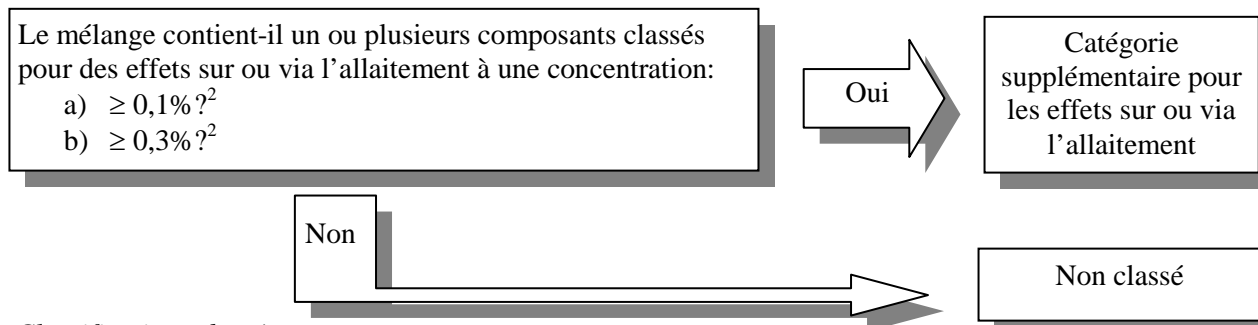 Le mélange contient-il un ou plusieurs composants classés
pour des effets sur ou via l’allaitement à une concentration:
a) ≥ 0,1% ?²
b) ≥ 0,3% ?²
Oui
Catégorie
supplémentaire pour
les effets sur ou via
l’allaitement
Non
Non classé